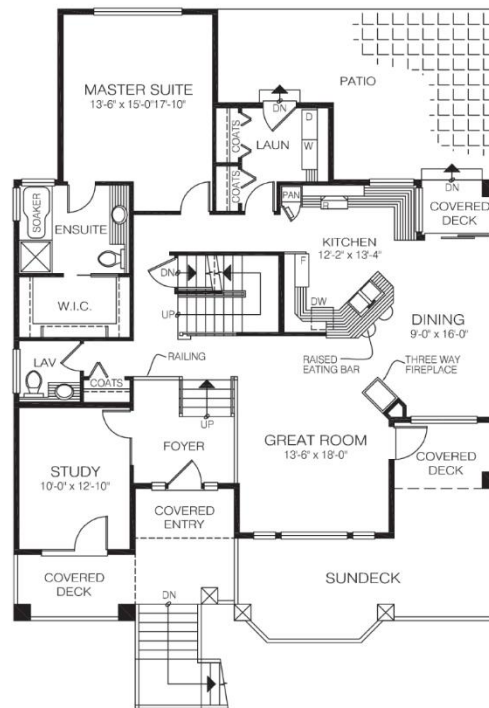 MASTER SUITE
13'-6" x 15'-0"17'-10"
PATIO
DN
D
W
LAUN
COATS
COATS
DN
COVERED
DECK
PAN
R
SOAKER
ENSUITE
KITCHEN
12'-2" x 13'-4"
F
DN
W.I.C.
UP
DW
DINING
9'-0" x 16'-0"
LAV
COATS
RAILING
RAISED
EATING BAR
THREE WAY
FIREPLACE
UP
FOYER
GREAT ROOM
13'-6" x 18'-0"
COVERED
DECK
STUDY
10'-0" x 12'-10"
COVERED
ENTRY
COVERED
DECK
DN
SUNDECK